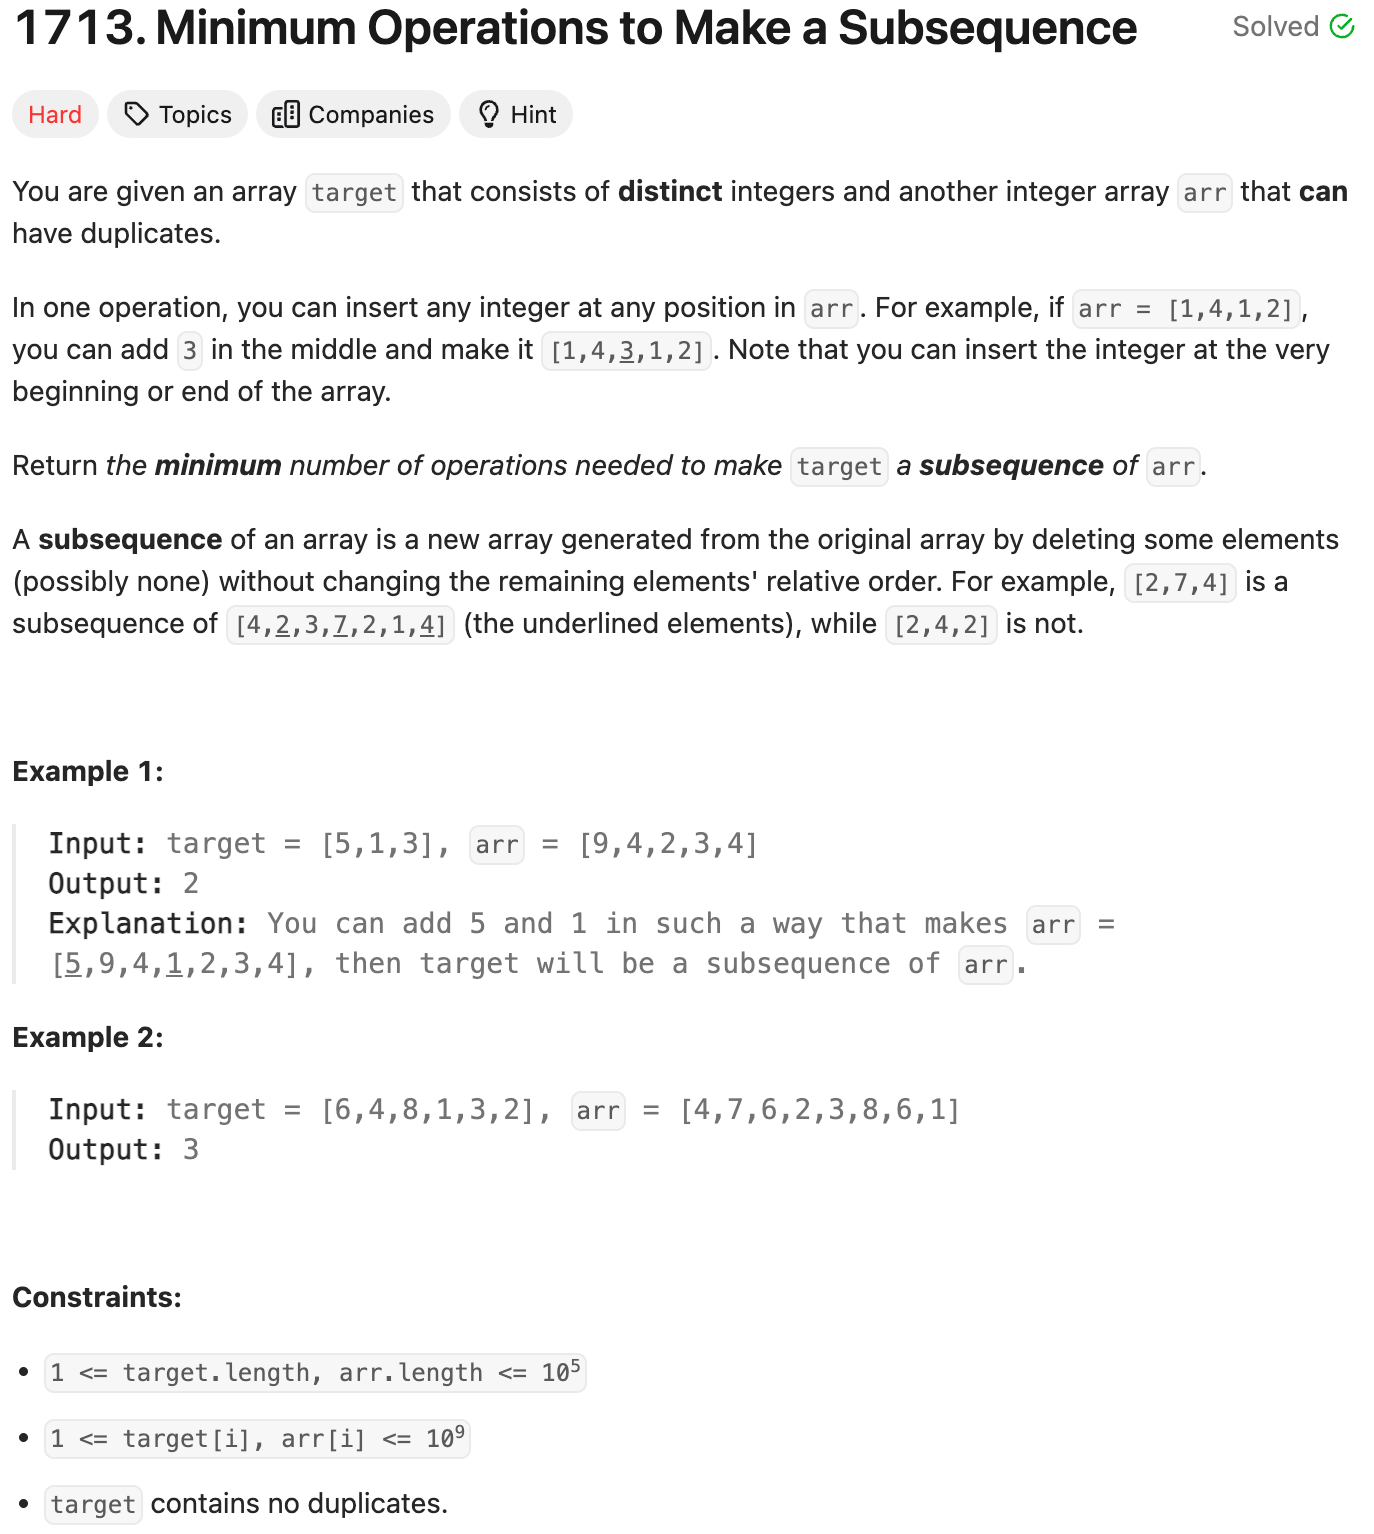 1713. Minimum Operations to Make a Subsequence
Solved
Hard Topics Companies Hint
You are given an array target that consists of distinct integers and another integer array arr that can
have duplicates.
In one operation, you can insert any integer at any position in arr. For example, if arr = [1,4,1,2],
you can add 3 in the middle and make it [1,4,3,1,2]. Note that you can insert the integer at the very
beginning or end of the array.
Return the minimum number of operations needed to make target a subsequence of arr.
A subsequence of an array is a new array generated from the original array by deleting some elements
(possibly none) without changing the remaining elements' relative order. For example, [2,7,4] is a
subsequence of [4,2,3,7,2,1,4] (the underlined elements), while [2,4,2] is not.
Example 1:
Input: target = [5,1,3], arr = [9,4,2,3,4]
Output: 2
Explanation: You can add 5 and 1 in such a way that makes arr =
[5,9,4,1,2,3,4], then target will be a subsequence of arr.
Example 2:
Input: target = [6,4,8,1,3,2], arr = [4,7,6,2,3,8,6,1]
Output: 3
Constraints:
• 1 <= target.length, arr.length <= 10⁵
• 1 <= target[i], arr[i] <= 10⁹
• target contains no duplicates.